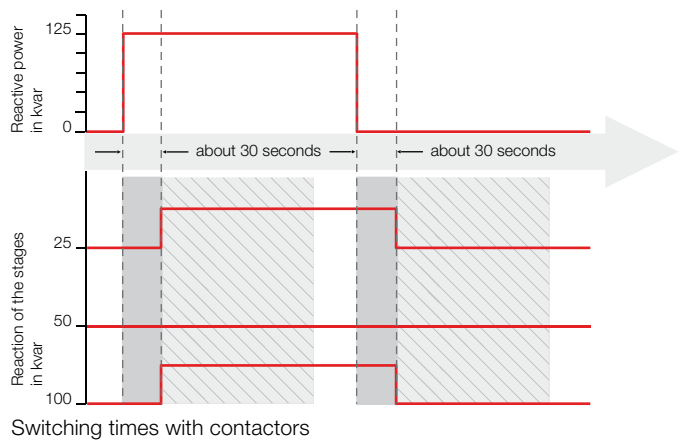 Reactive power
in kvar
125
0
about 30 seconds
about 30 seconds
Reaction of the stages
in kvar
25
50
100
Switching times with contactors